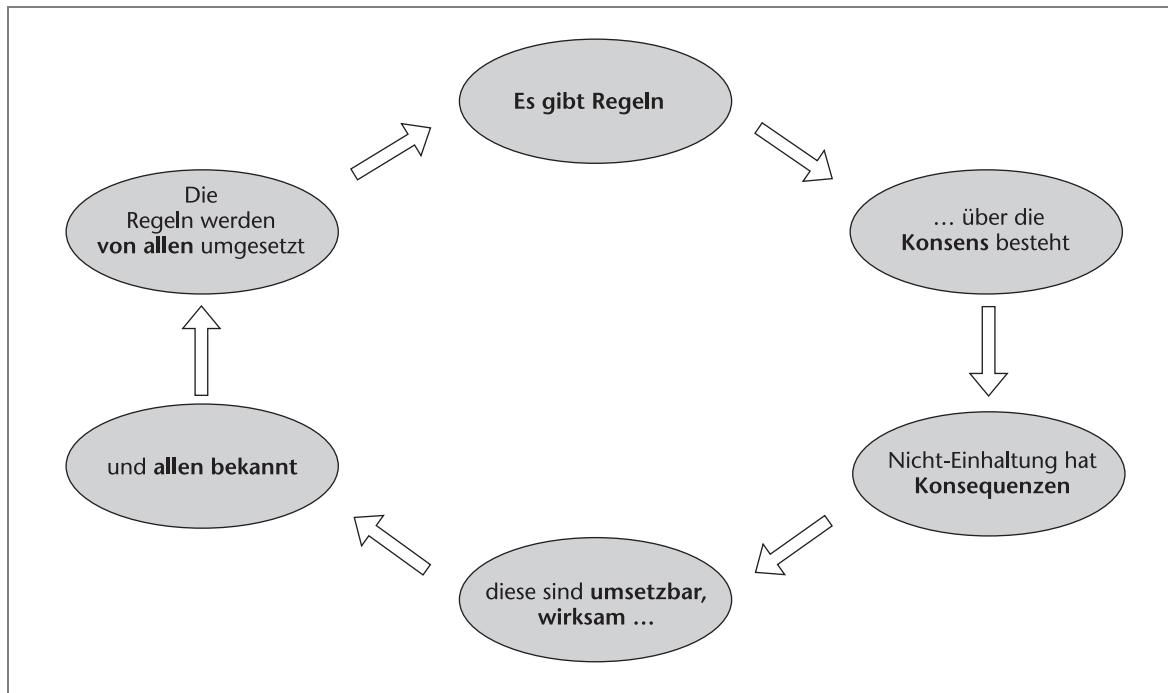 Es gibt Regeln
… über die
Konsens besteht
Nicht-Einhaltung hat
Konsequenzen
diese sind umsetzbar,
wirksam …
und allen bekannt
Die
Regeln werden
von allen umgesetzt